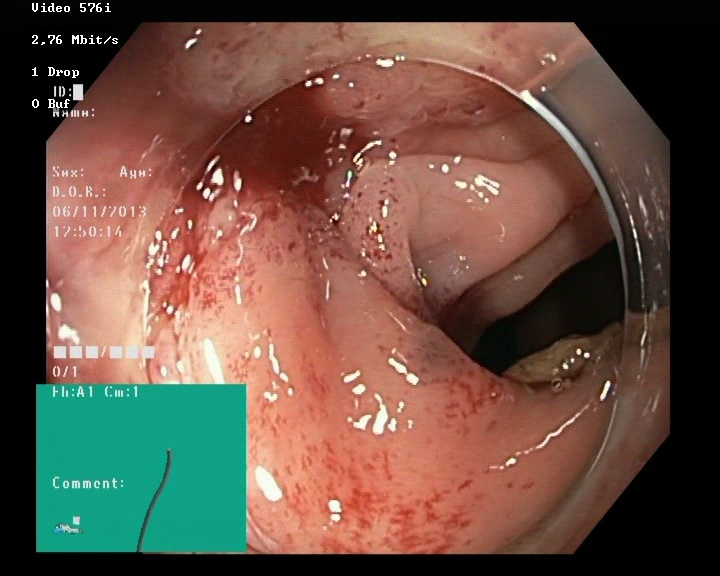 Video 576i
2,76 Mbit/s
1 Drop
ID:
0 Buf
Name:
Sex: Age:
D.O.B.:
06/11/2013
12:50:14
/
0/1
Eh:A1 Cm:1
Comment: